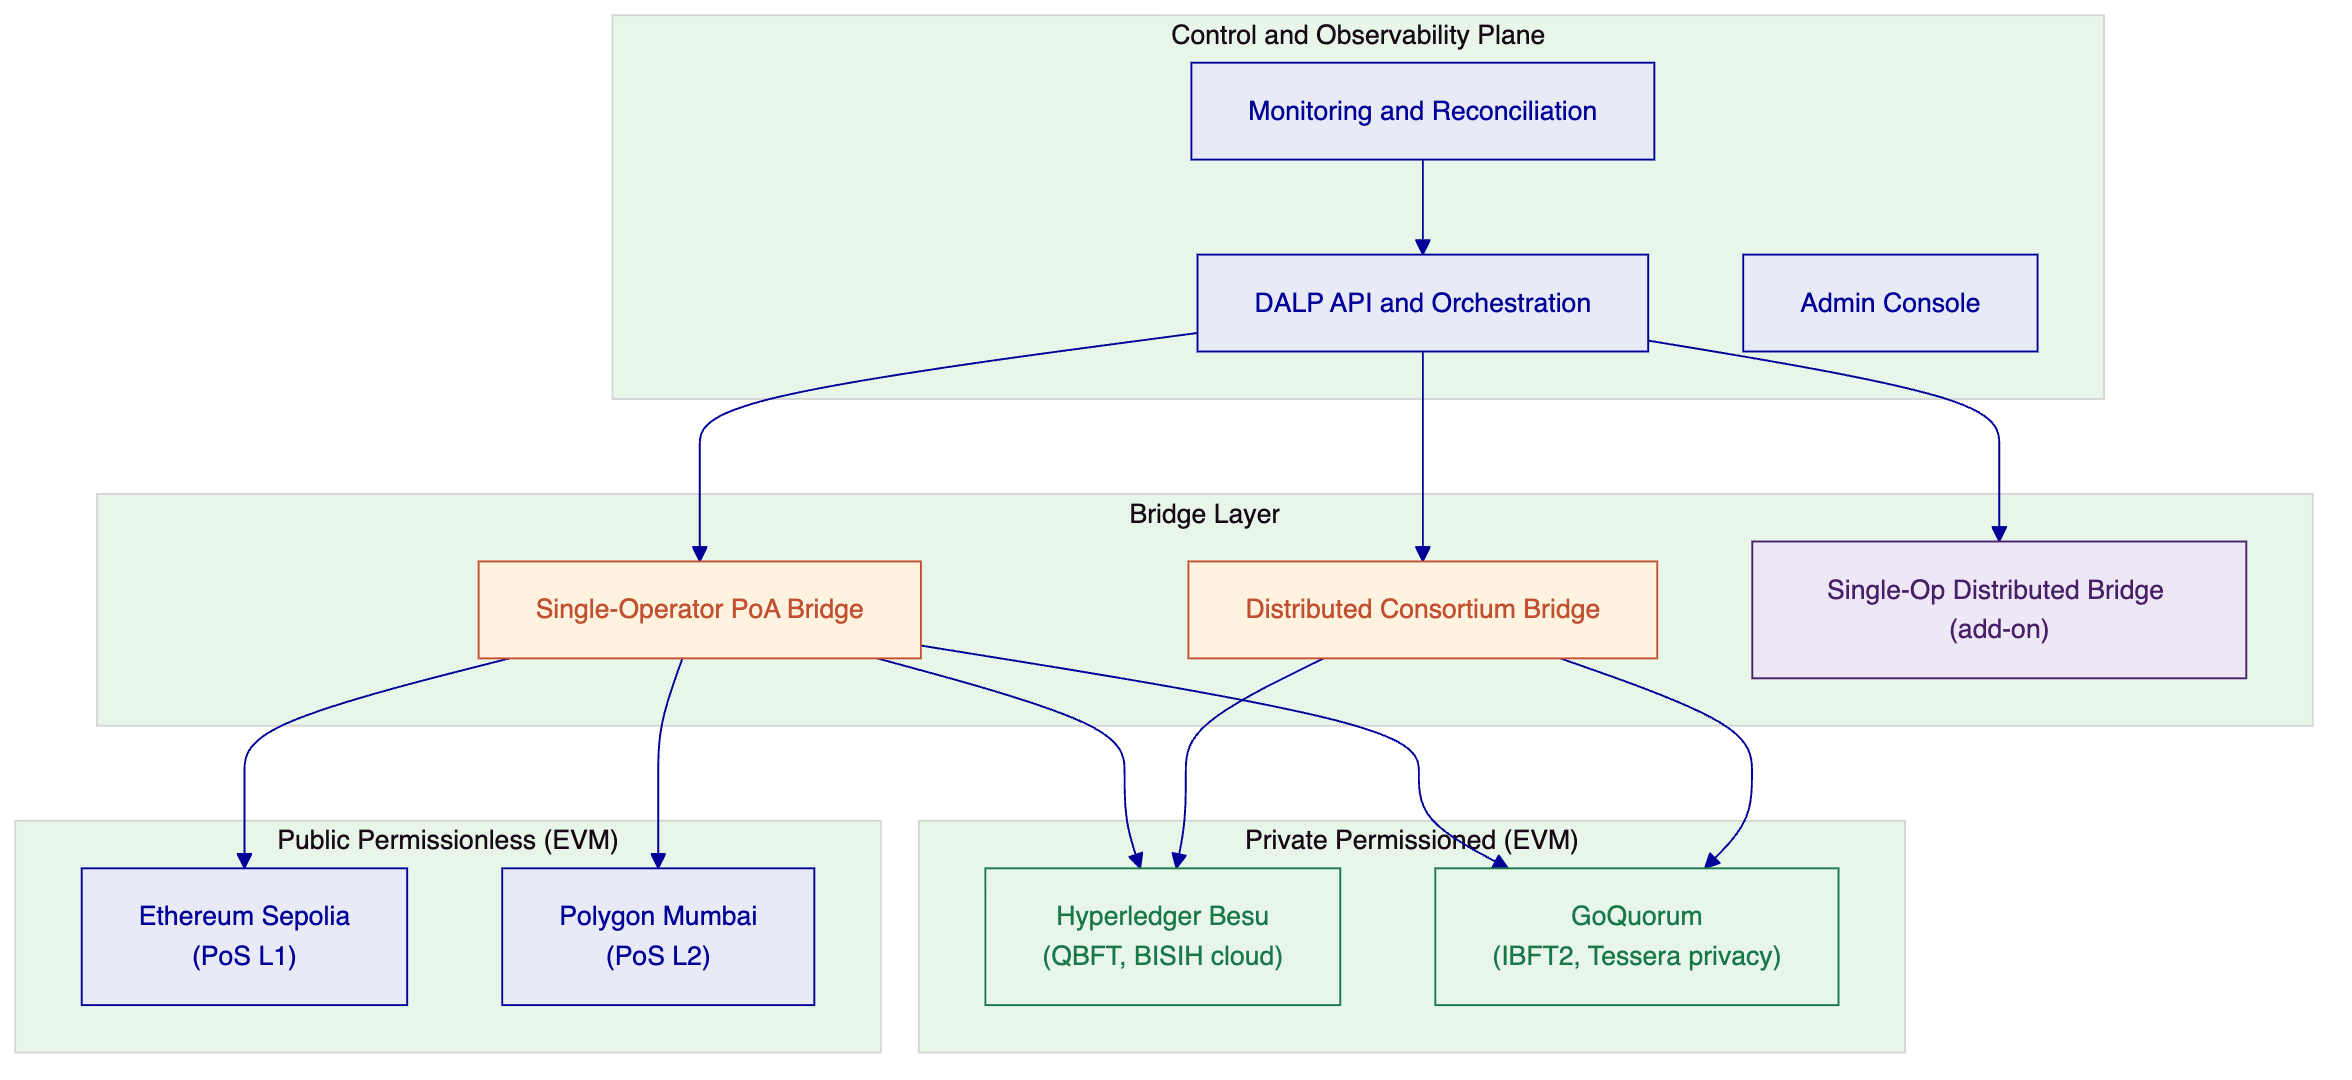 Control and Observability Plane
Monitoring and Reconciliation
DALP API and Orchestration
Admin Console
Bridge Layer
Single-Operator PoA Bridge
Distributed Consortium Bridge
Single-Op Distributed Bridge
(add-on)
Public Permissionless (EVM)
Ethereum Sepolia
(PoS L1)
Polygon Mumbai
(PoS L2)
Private Permissioned (EVM)
Hyperledger Besu
(QBFT, BISIH cloud)
GoQuorum
(IBFT2, Tessera privacy)